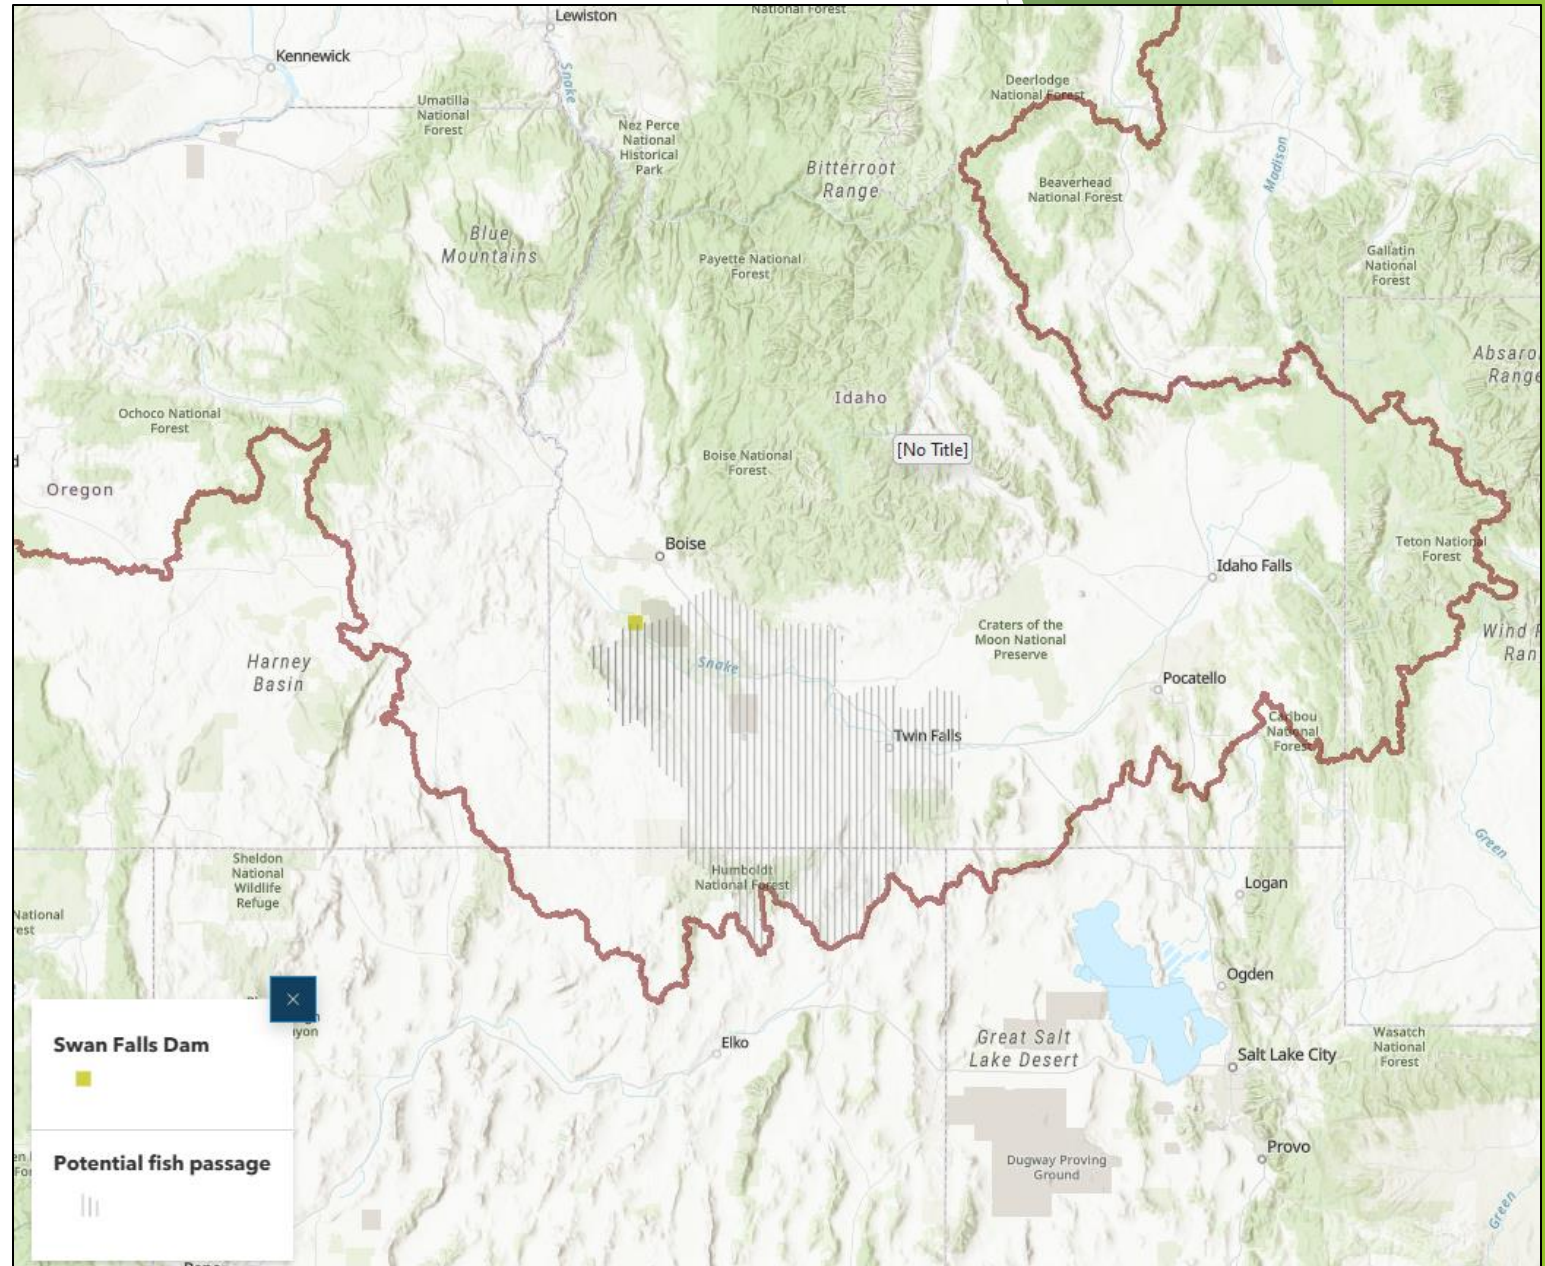 Lewiston
National Forest
Kennewick
Snake
Deerlodge
National Forest
Umatilla
National
Forest
Nez Perce
National
Historical
Park
Bitterroot
Range
Madison
Beaverhead
National Forest
Blue
Mountains
Payette National
Forest
Gallatin
National
Forest
Absaro
Range
Idaho
Ochoco National
Forest
[No Title]
Boise National
Forest
d
Oregon
Boise
Teton National
Forest
Idaho Falls
Craters of the
Moon National
Preserve
Wind R
Ran
Harney
Basin
Snake
Pocatello
Caribou
National
Forest
Twin Falls
Green
Sheldon
National
Wildlife
Refuge
Humboldt
National Forest
Logan
National
rest
Ogden
yon
Great Salt
Lake Desert
Elko
Wasatch
National
Forest
Salt Lake City
Swan Falls Dam
Provo
Potential fish passage
en
For
Dugway Proving
Ground
Green